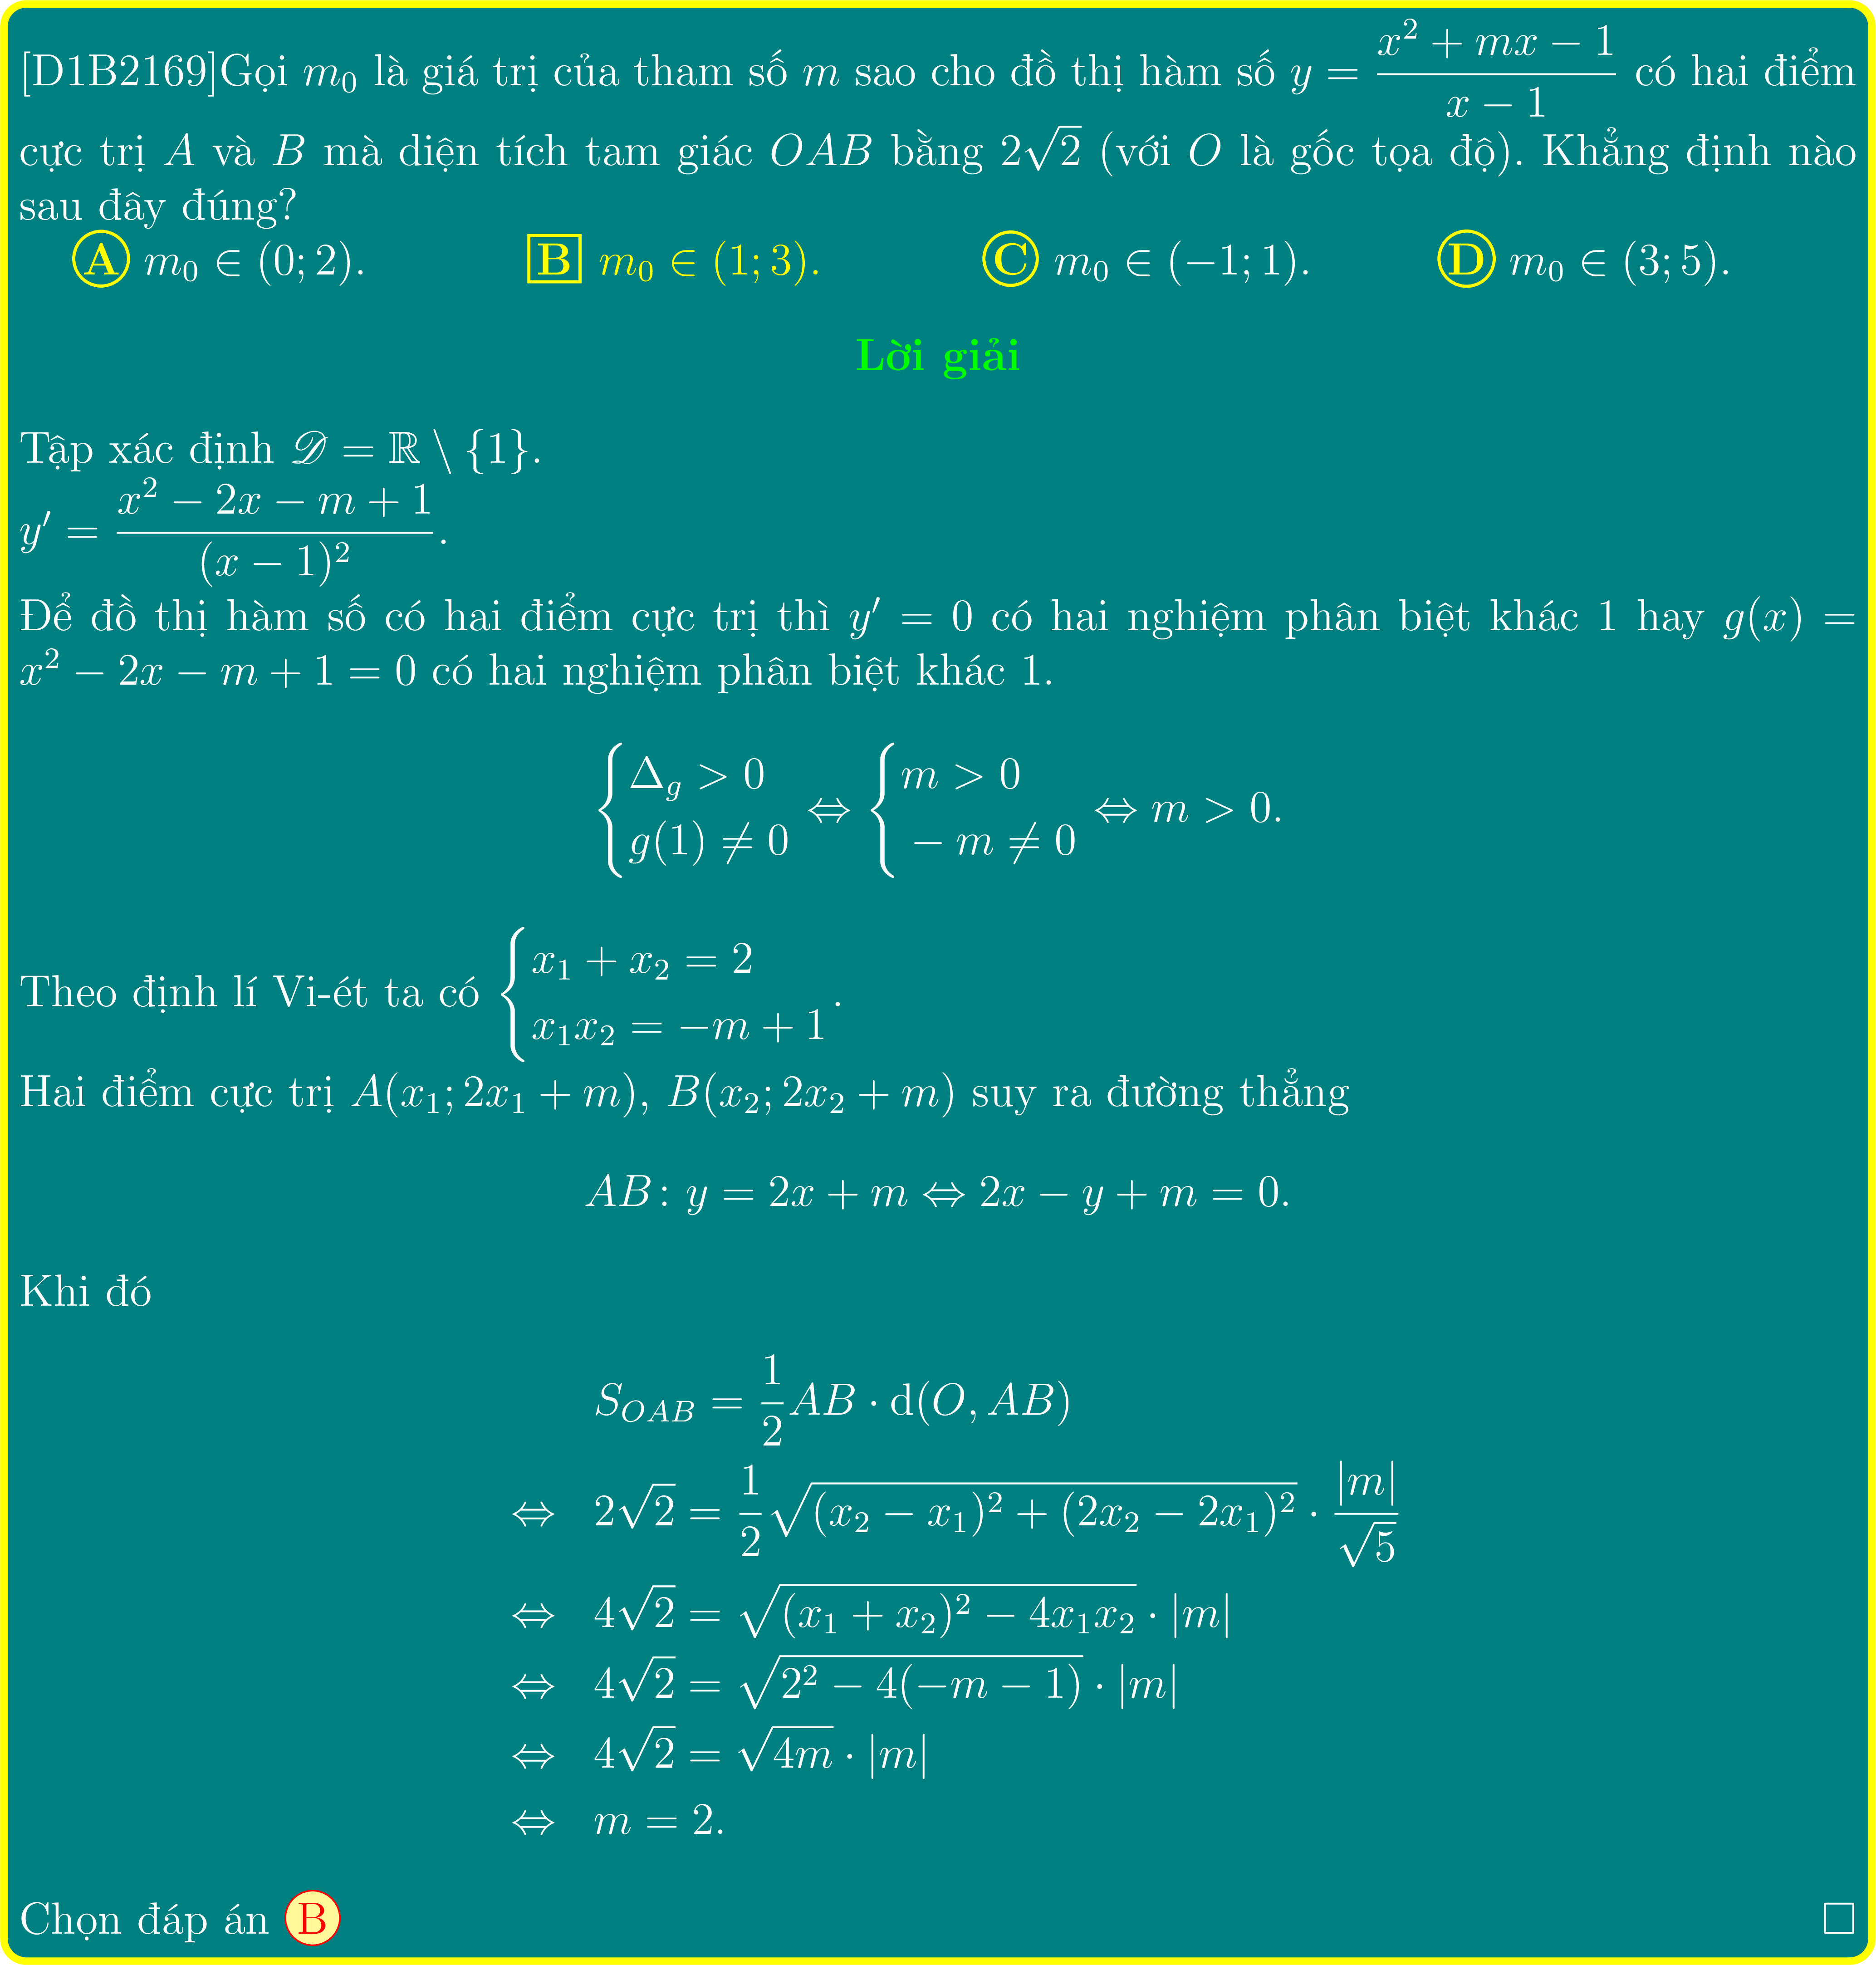 [D1B2169]Gọi $m_0$ là giá trị của tham số $m$ sao cho đồ thị hàm số $y = \dfrac{x^2 + mx - 1}{x - 1}$ có hai điểm
cực trị $A$ và $B$ mà diện tích tam giác $OAB$ bằng $2\sqrt{2}$ (với $O$ là gốc tọa độ). Khẳng định nào
sau đây đúng?
A $m_0 \in (0; 2)$. B $m_0 \in (1; 3)$. C $m_0 \in (-1; 1)$. D $m_0 \in (3; 5)$.
Lời giải
Tập xác định $\mathscr{D} = \mathbb{R} \setminus \{1\}$.
$y' = \dfrac{x^2 - 2x - m + 1}{(x - 1)^2}$.
Để đồ thị hàm số có hai điểm cực trị thì $y' = 0$ có hai nghiệm phân biệt khác 1 hay $g(x) =$
$x^2 - 2x - m + 1 = 0$ có hai nghiệm phân biệt khác 1.
$\begin{cases} \Delta_g > 0 \\ g(1) \neq 0 \end{cases} \Leftrightarrow \begin{cases} m > 0 \\ -m \neq 0 \end{cases} \Leftrightarrow m > 0.$
Theo định lí Vi-ét ta có $\begin{cases} x_1 + x_2 = 2 \\ x_1x_2 = -m + 1 \end{cases}$.
Hai điểm cực trị $A(x_1; 2x_1 + m)$, $B(x_2; 2x_2 + m)$ suy ra đường thẳng
$AB \colon y = 2x + m \Leftrightarrow 2x - y + m = 0.$
Khi đó
$S_{OAB} = \dfrac{1}{2} AB \cdot \mathrm{d}(O, AB)$
$\Leftrightarrow 2\sqrt{2} = \dfrac{1}{2}\sqrt{(x_2 - x_1)^2 + (2x_2 - 2x_1)^2} \cdot \dfrac{|m|}{\sqrt{5}}$
$\Leftrightarrow 4\sqrt{2} = \sqrt{(x_1 + x_2)^2 - 4x_1x_2} \cdot |m|$
$\Leftrightarrow 4\sqrt{2} = \sqrt{2^2 - 4(-m - 1)} \cdot |m|$
$\Leftrightarrow 4\sqrt{2} = \sqrt{4m} \cdot |m|$
$\Leftrightarrow m = 2.$
Chọn đáp án B □